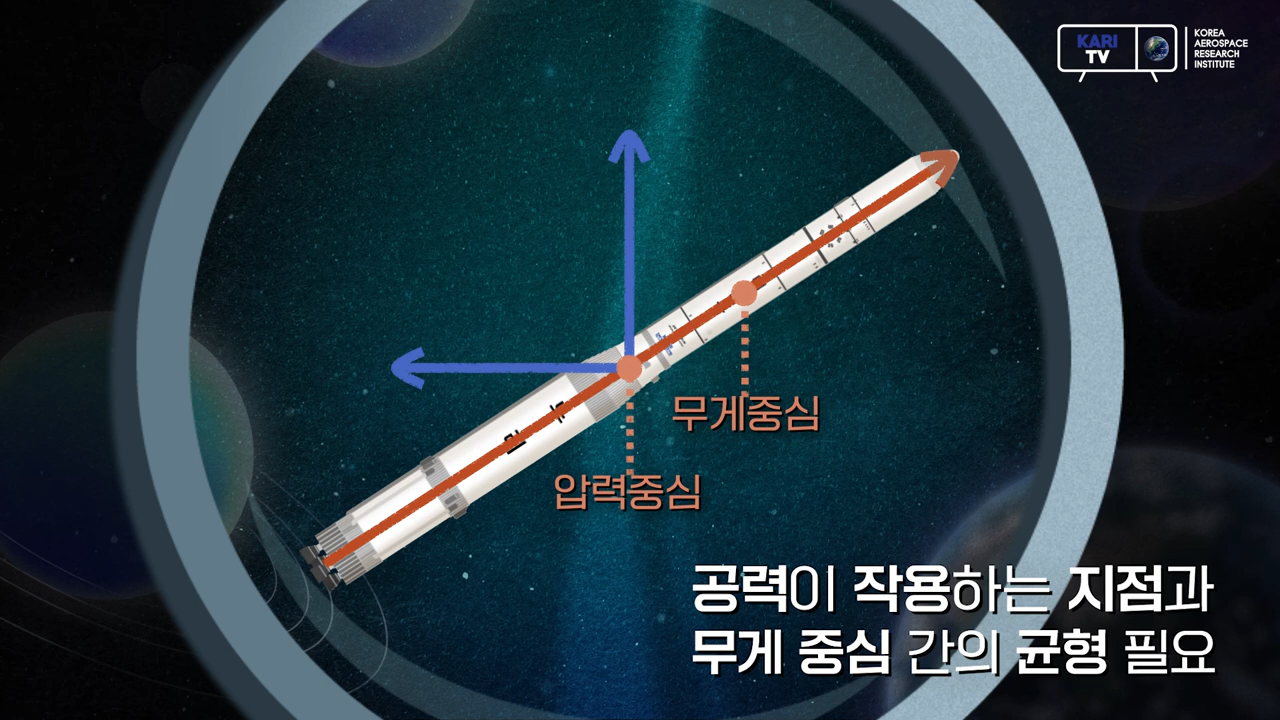 KARI
TV
KOREA
AEROSPACE
RESEARCH
INSTITUTE
무게중심
압력중심
공력이 작용하는 지점과
무게 중심 간의 균형 필요